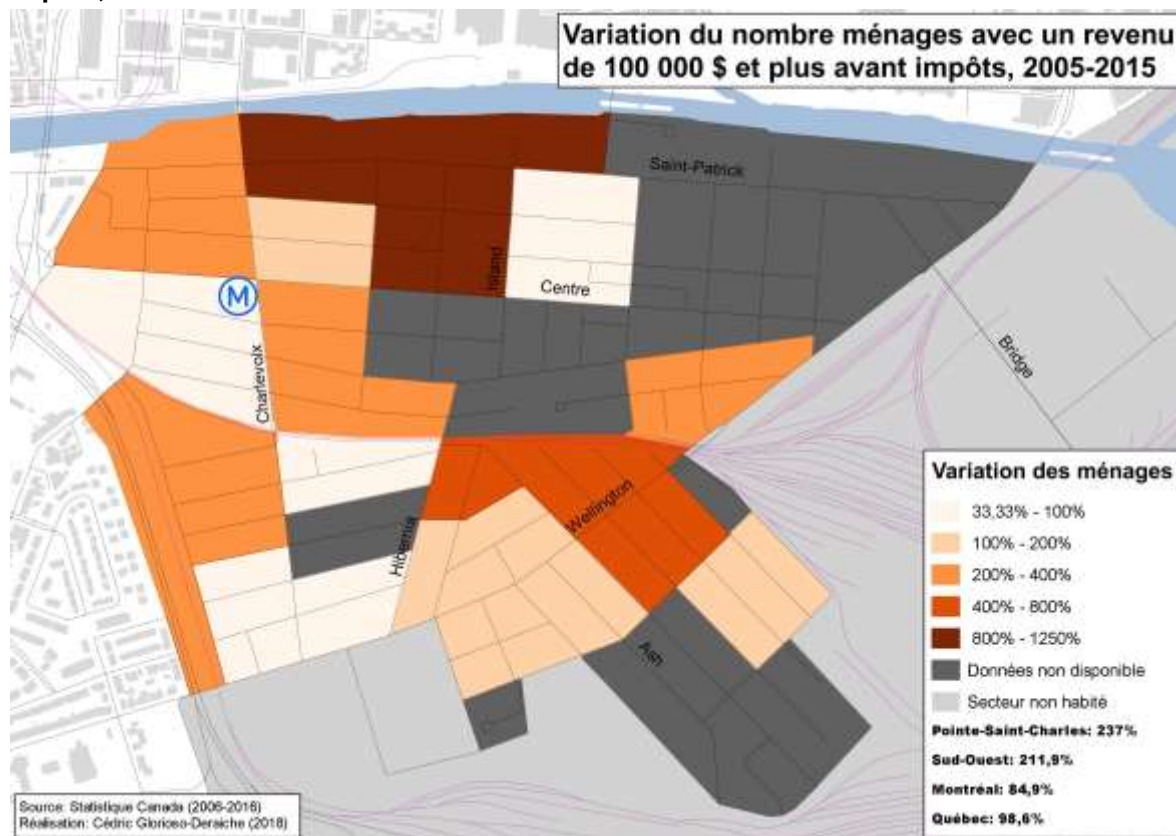 Variation du nombre ménages avec un revenu
de 100 000 $ et plus avant impôts, 2005-2015
Saint-Patrick
Island
Centre
M
Charlevoix
Bridge
Wellington
Hibernia
Ash
Variation des ménages
33,33% - 100%
100% - 200%
200% - 400%
400% - 800%
800% - 1250%
Données non disponible
Secteur non habité
Pointe-Saint-Charles: 237%
Sud-Ouest: 211,9%
Montréal: 84,9%
Québec: 98,6%
Source: Statistique Canada (2006-2016)
Réalisation: Cédric Glorioso-Deraiche (2018)